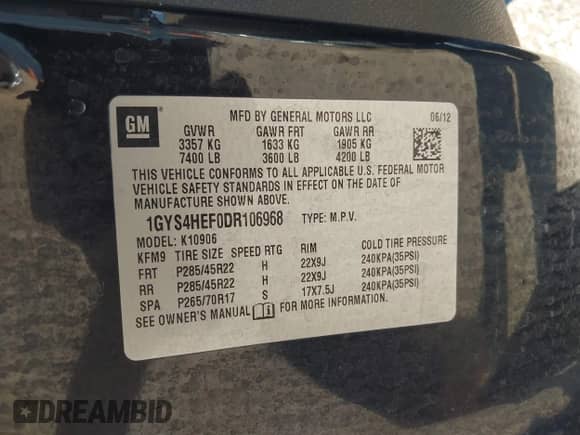 GM
MFD BY GENERAL MOTORS LLC 06/12
GVWR GAWR FRT GAWR RR
3357 KG 1633 KG 1905 KG
7400 LB 3600 LB 4200 LB
THIS VEHICLE CONFORMS TO ALL APPLICABLE U.S. FEDERAL MOTOR
VEHICLE SAFETY STANDARDS IN EFFECT ON THE DATE OF
MANUFACTURE SHOWN ABOVE.
1GYS4HEF0DR106968 TYPE: M.P.V.
MODEL: K10906
KFM9 TIRE SIZE SPEED RTG RIM COLD TIRE PRESSURE
FRT P285/45R22 H 22X9J 240KPA(35PSI)
RR P285/45R22 H 22X9J 240KPA(35PSI)
SPA P265/70R17 S 17X7.5J 240KPA(35PSI)
SEE OWNER'S MANUAL FOR MORE INFORMATION
DREAMBID